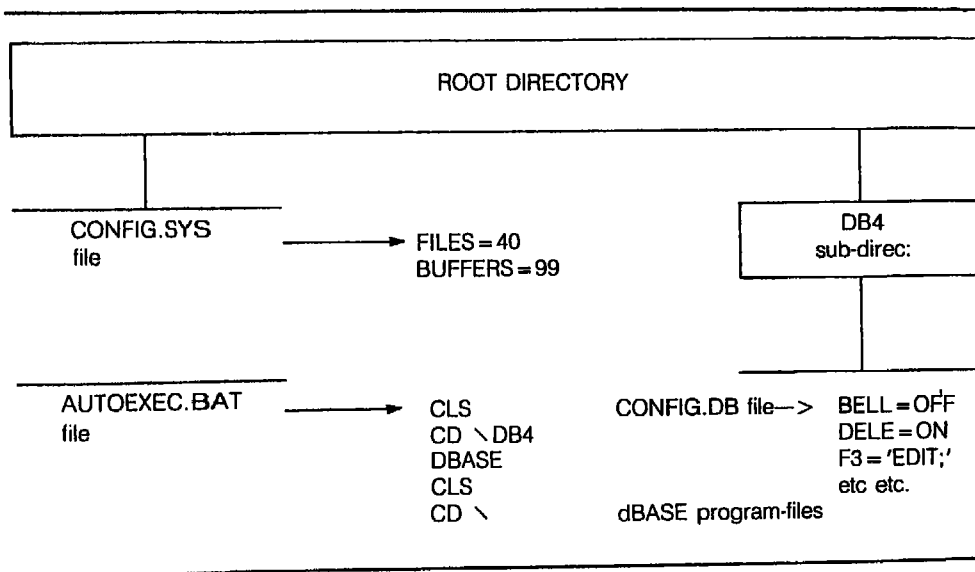 ROOT DIRECTORY
CONFIG.SYS
file
FILES=40
BUFFERS=99
DB4
sub-direc:
AUTOEXEC.BAT
file
CLS
CD \DB4
DBASE
CLS
CD \
CONFIG.DB file-->
BELL=OFF
DELE=ON
F3='EDIT;'
etc etc.
dBASE program-files